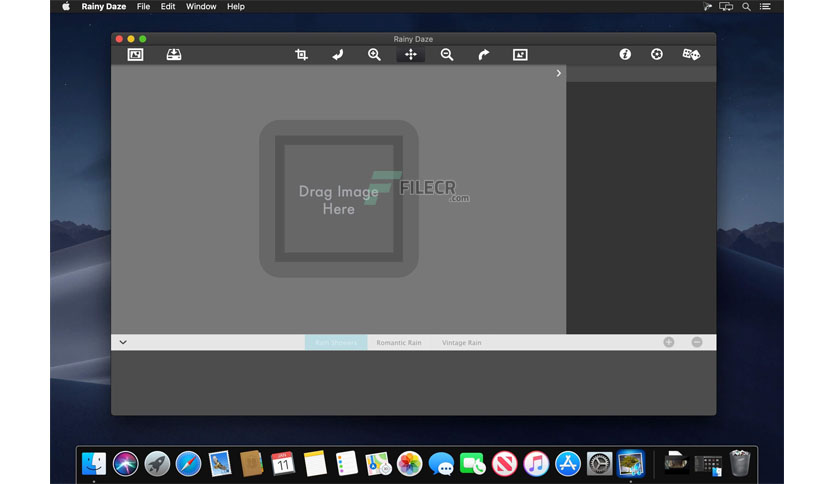 Rainy Daze File Edit Window Help
Rainy Daze
Drag Image
Here
FILECR
.com
Rain Showers Romantic Rain Vintage Rain
JAN
11